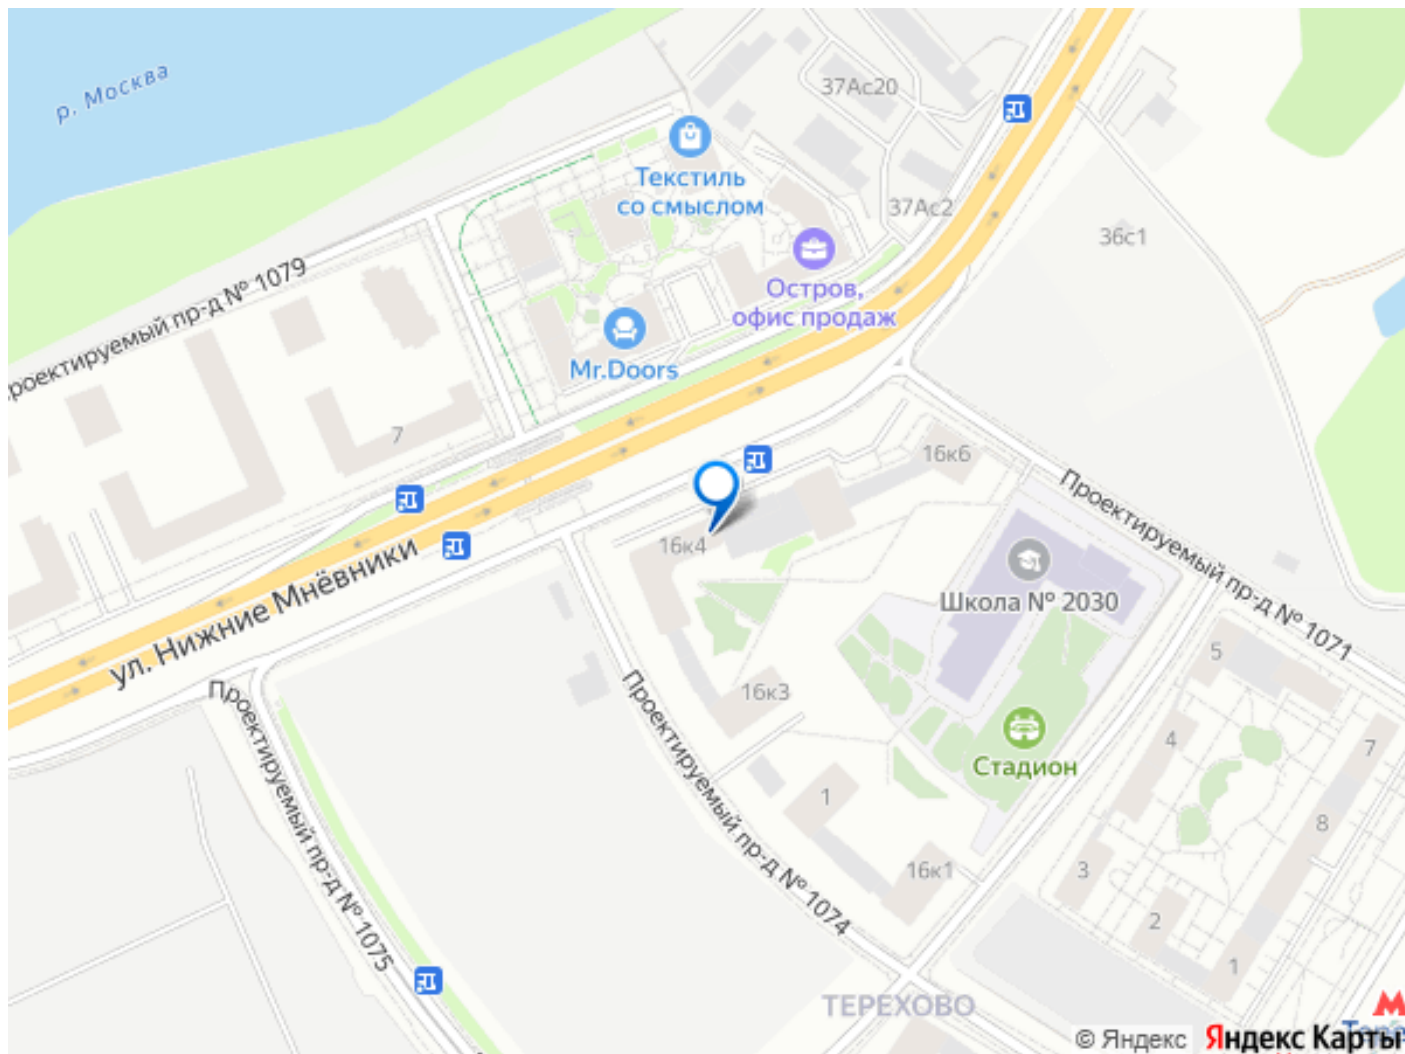 р. Москва
37Ас20
Текстиль
со смыслом
37Ас2
36с1
Остров,
офис продаж
Проектируемый пр-д № 1079
Mr.Doors
7
16к6
Проектируемый пр-д № 1071
16к4
ул. Нижние Мнёвники
Школа № 2030
5
16к3
Проектируемый пр-д № 1075
Проектируемый пр-д № 1074
Стадион
4
7
1
8
16к1
3
2
1
ТЕРЕХОВО
© Яндекс
Яндекс Карты